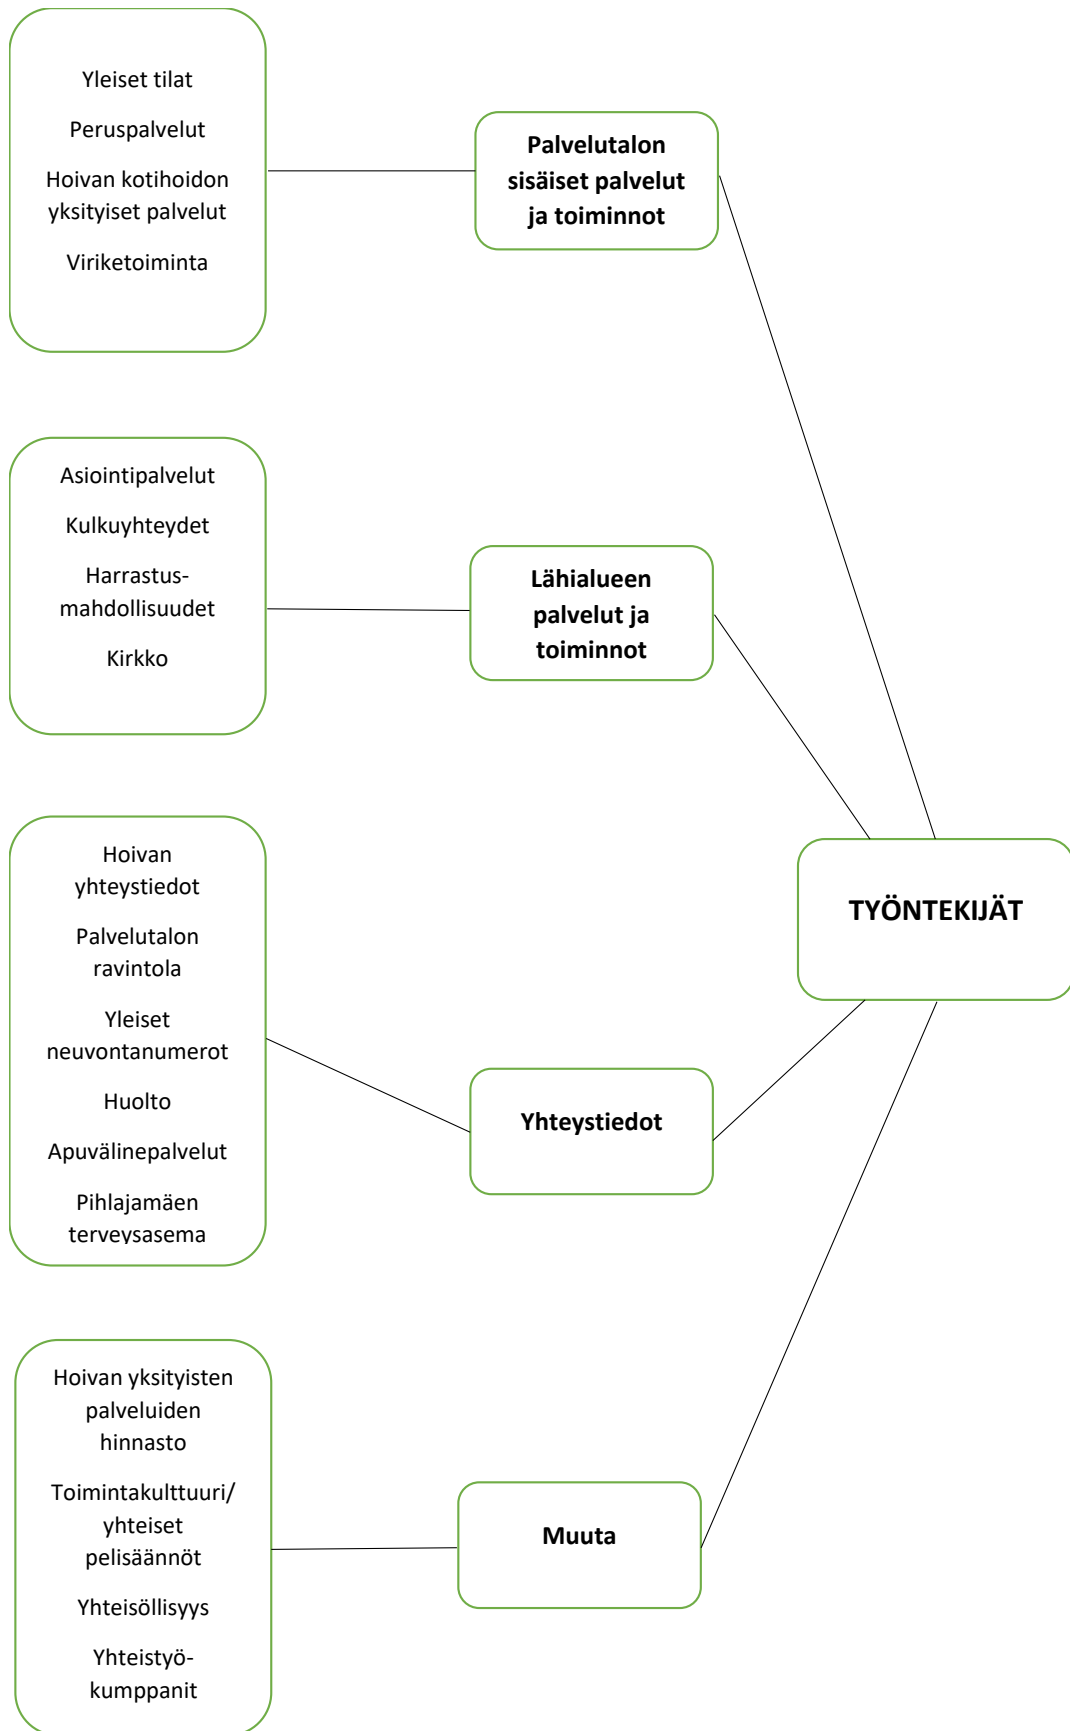 Yleiset tilat
Peruspalvelut
Hoivan kotihoidon
yksityiset palvelut
Viriketoiminta
Palvelutalon
sisäiset palvelut
ja toiminnot
Asiointipalvelut
Kulkuyhteydet
Harrastus-
mahdollisuudet
Kirkko
Lähialueen
palvelut ja
toiminnot
TYÖNTEKIJÄT
Hoivan
yhteystiedot
Palvelutalon
ravintola
Yleiset
neuvontanumerot
Huolto
Apuvälinepalvelut
Pihlajamäen
terveysasema
Yhteystiedot
Hoivan yksityisten
palveluiden
hinnasto
Toimintakulttuuri/
yhteiset
pelisäännöt
Yhteisöllisyys
Yhteistyö-
kumppanit
Muuta